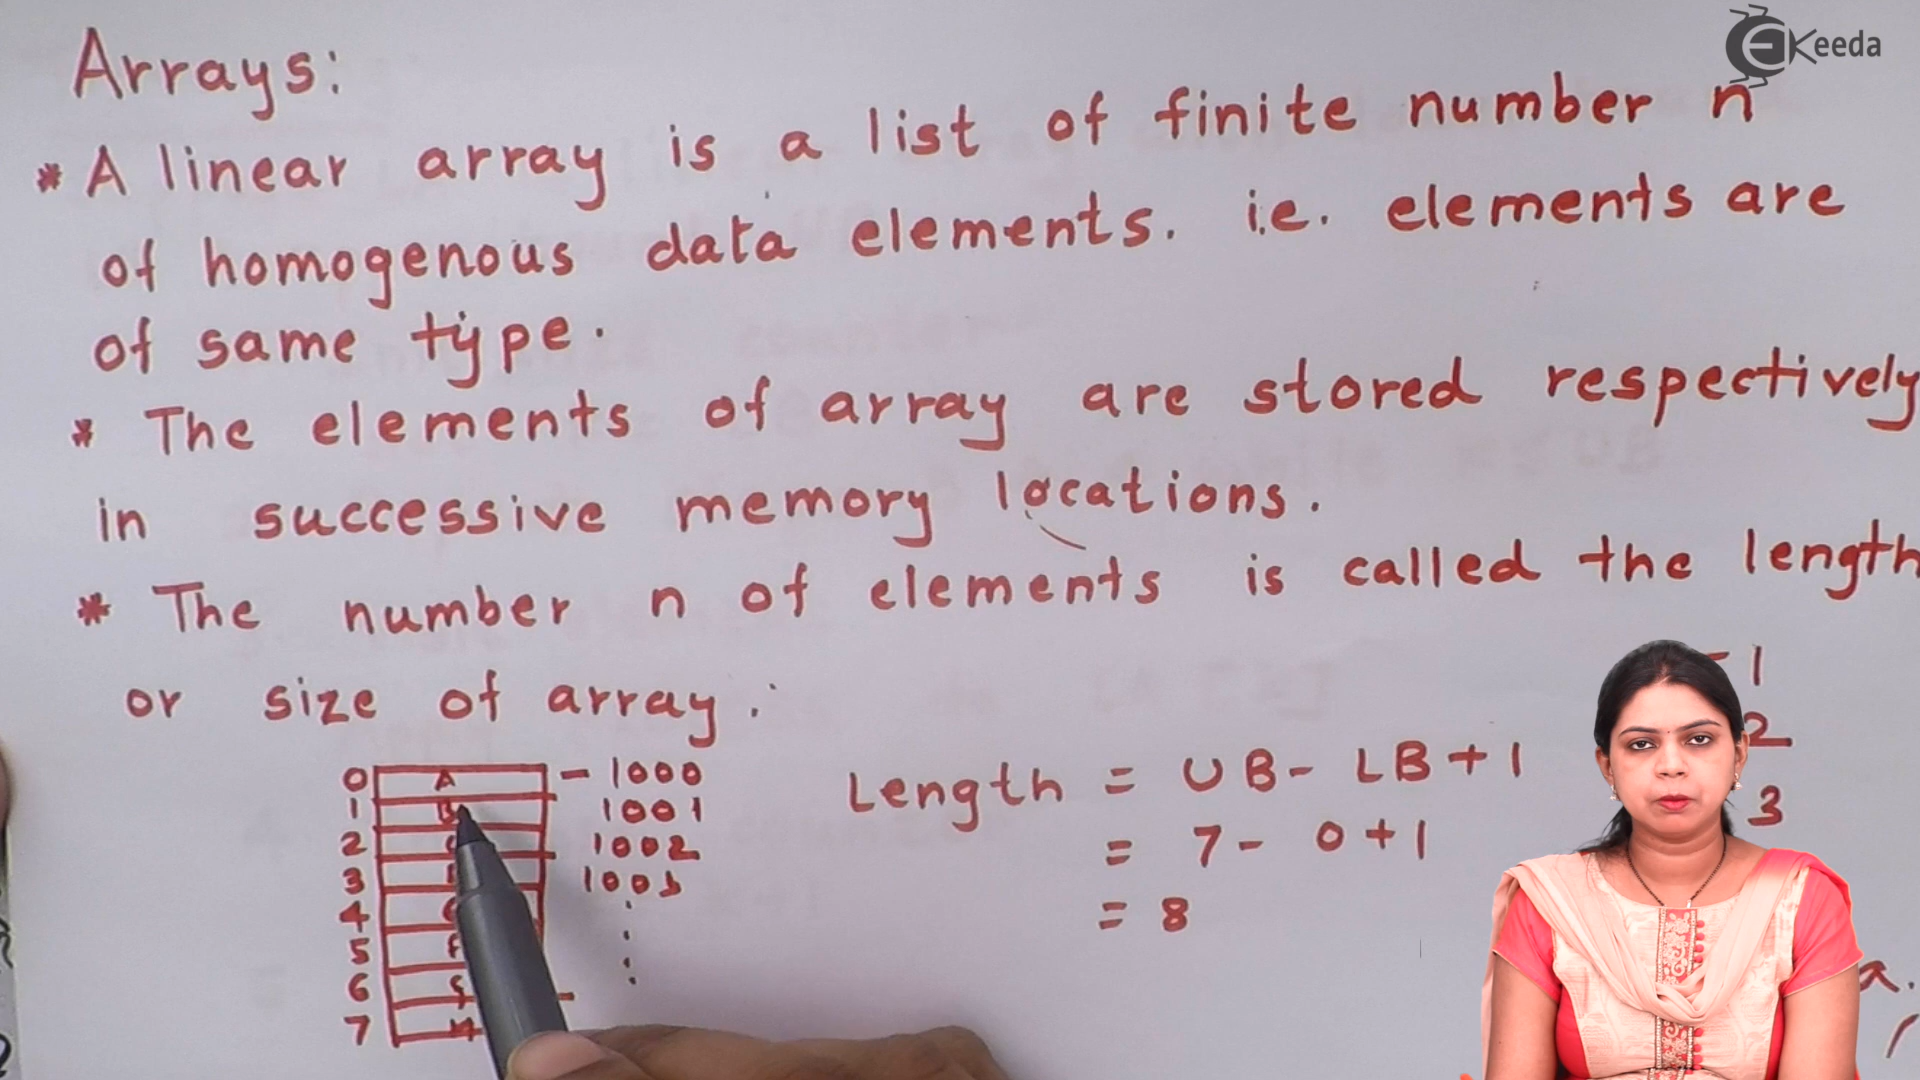 EKeeda
Arrays:
* A linear array is a list of finite number n
of homogenous data elements. i.e. elements are
of same type.
* The elements of array are stored respectively
in successive memory locations.
* The number n of elements is called the length
or size of array.
0 A - 1000
1 B 1001
2 1002
3 1003
4
5 F
6 G
7 H
Length = UB - LB + 1
= 7 - 0 + 1
= 8
- 1
2
3
a.